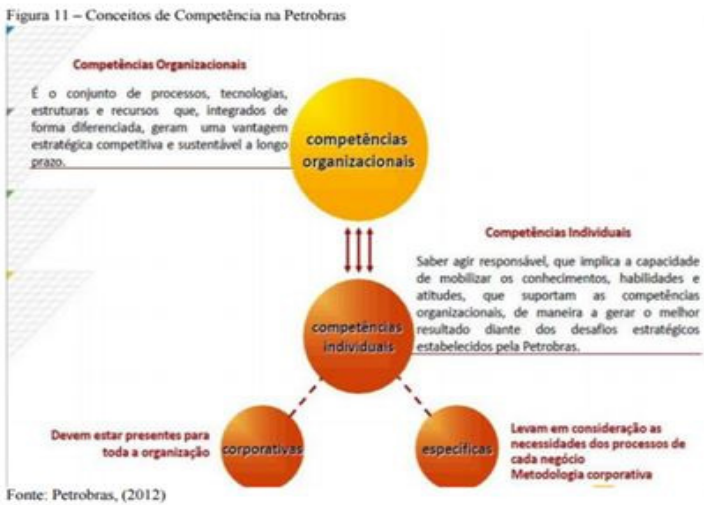 Figura 11 – Conceitos de Competência na Petrobras
Competências Organizacionais
É o conjunto de processos, tecnologias,
estruturas e recursos que, integrados de
forma diferenciada, geram uma vantagem
estratégica competitiva e sustentável a longo
prazo.
competências
organizacionais
Competências Individuais
Saber agir responsável, que implica a capacidade
de mobilizar os conhecimentos, habilidades e
atitudes, que suportam as competências
organizacionais, de maneira a gerar o melhor
resultado diante dos desafios estratégicos
estabelecidos pela Petrobras.
competências
individuais
Devem estar presentes para
toda a organização
corporativas
específicas
Levam em consideração as
necessidades dos processos de
cada negócio
Metodologia corporativa
Fonte: Petrobras, (2012)